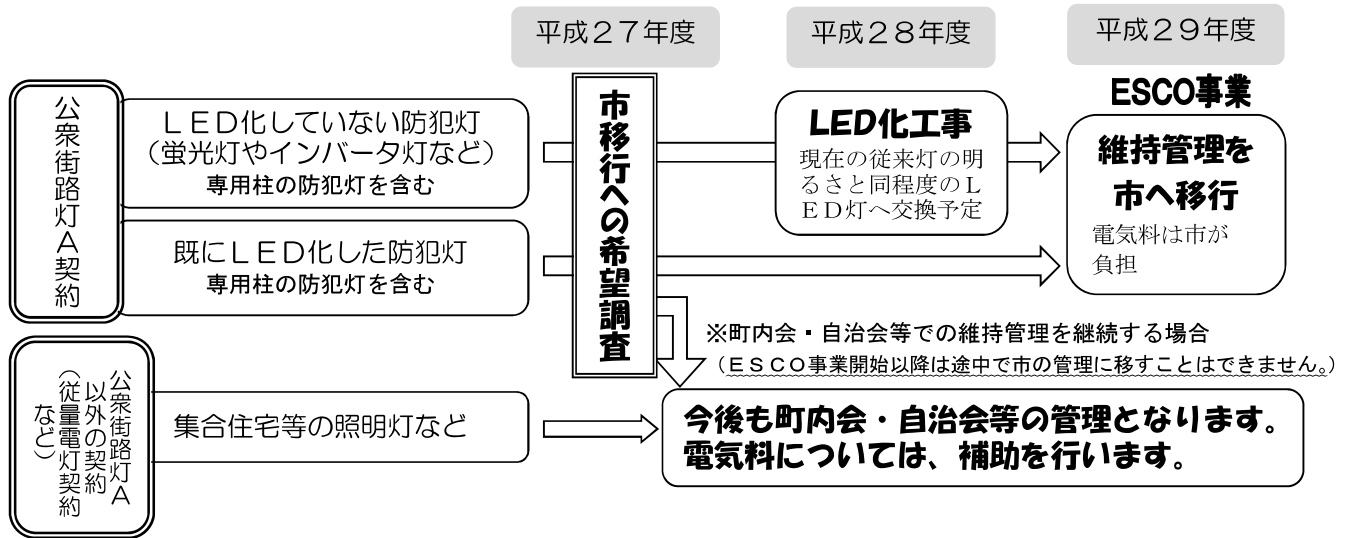 平成２７年度
平成２８年度
平成２９年度
公衆街路灯Ａ契約
ＬＥＤ化していない防犯灯
（蛍光灯やインバータ灯など）
専用柱の防犯灯を含む
既にＬＥＤ化した防犯灯
専用柱の防犯灯を含む
市移行への希望調査
LED化工事
現在の従来灯の明
るさと同程度のＬ
ＥＤ灯へ交換予定
ESCO事業
維持管理を
市へ移行
電気料は市が
負担
※町内会・自治会等での維持管理を継続する場合
（ＥＳＣＯ事業開始以降は途中で市の管理に移すことはできません。）
公衆街路灯Ａ
以外の契約
（従量電灯契約
など）
集合住宅等の照明灯など
今後も町内会・自治会等の管理となります。
電気料については、補助を行います。